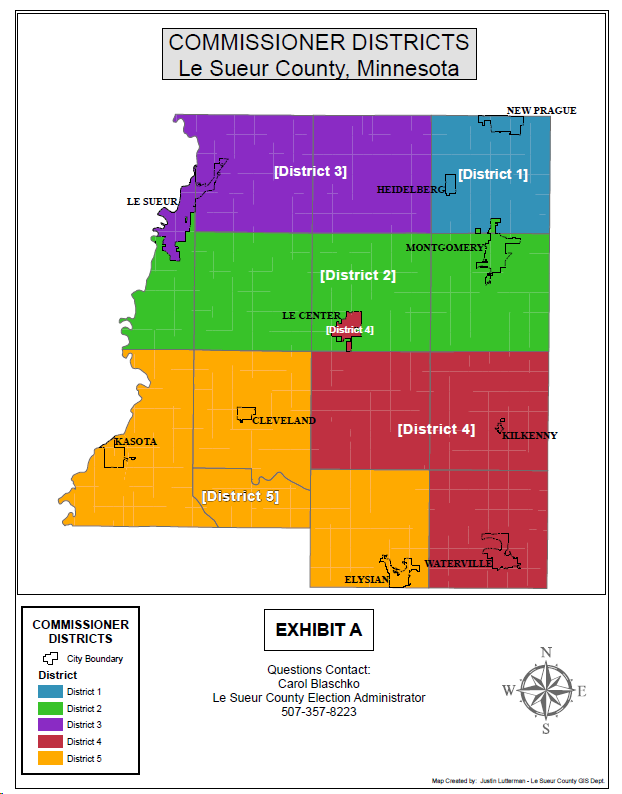 COMMISSIONER DISTRICTS
Le Sueur County, Minnesota
NEW PRAGUE
[District 3]
[District 1]
HEIDELBERG
LE SUEUR
MONTGOMERY
[District 2]
LE CENTER
[District 4]
CLEVELAND
[District 4]
KILKENNY
KASOTA
[District 5]
WATERVILLE
ELYSIAN
COMMISSIONER
DISTRICTS
City Boundary
District
District 1
District 2
District 3
District 4
District 5
EXHIBIT A
Questions Contact:
Carol Blaschko
Le Sueur County Election Administrator
507-357-8223
N
W
E
S
Map Created by: Justin Lutterman - Le Sueur County GIS Dept.